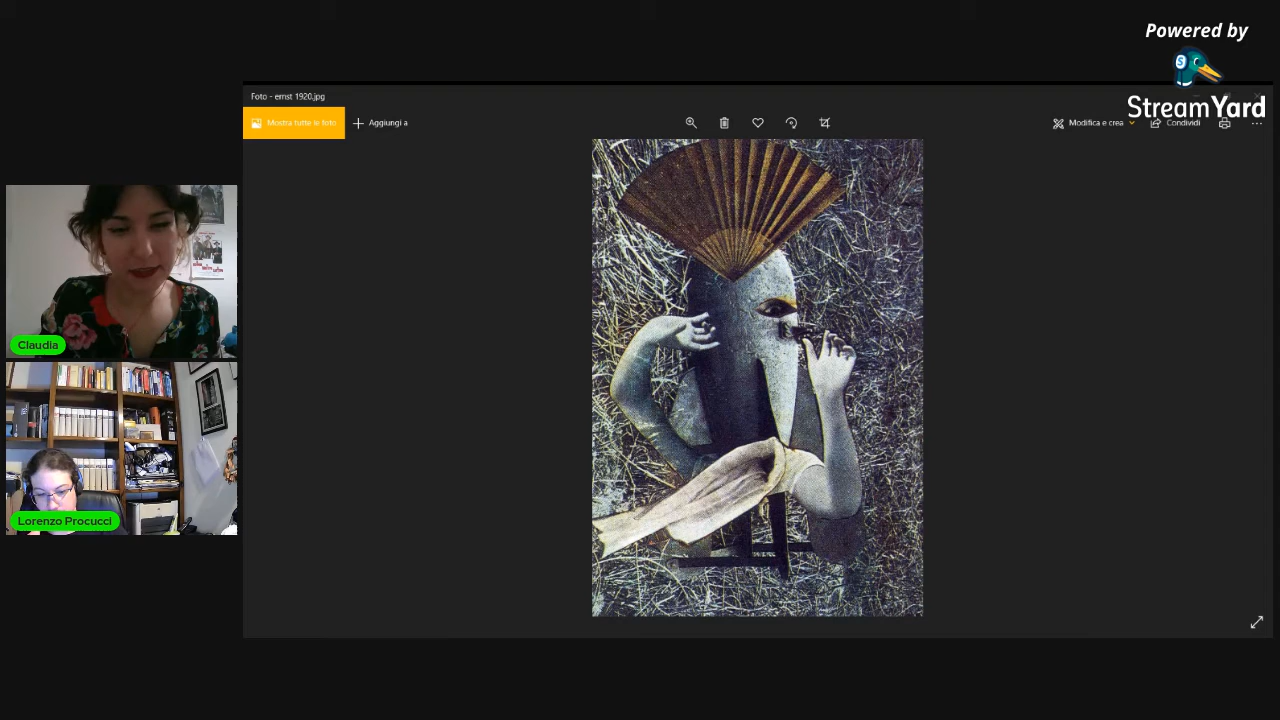 Powered by
StreamYard
Foto - ernst 1920.jpg
Mostra tutte le foto
Aggiungi a
Modifica e crea
Condividi
Claudia
Lorenzo Procucci